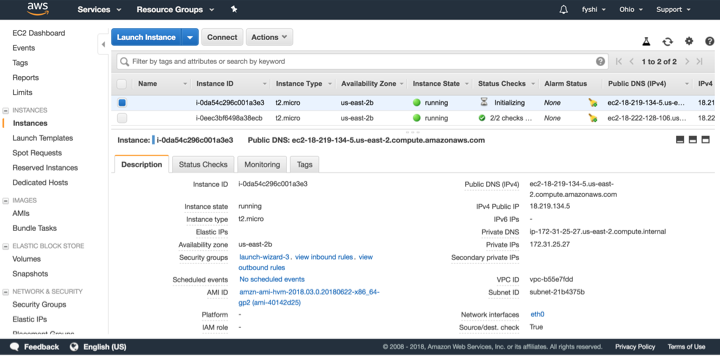 aws Services Resource Groups fyshi Ohio Support
EC2 Dashboard
Events
Tags
Reports
Limits
INSTANCES
Instances
Launch Templates
Spot Requests
Reserved Instances
Dedicated Hosts
IMAGES
AMIs
Bundle Tasks
ELASTIC BLOCK STORE
Volumes
Snapshots
NETWORK & SECURITY
Security Groups
Elastic IPs
Placement Groups
Launch Instance Connect Actions
Filter by tags and attributes or search by keyword 1 to 2 of 2
Name Instance ID Instance Type Availability Zone Instance State Status Checks Alarm Status Public DNS (IPv4) IPv4
i-0da54c296c001a3e3 t2.micro us-east-2b running Initializing None ec2-18-219-134-5.us-e... 18.21
i-0eec3bf6498a38ecb t2.micro us-east-2b running 2/2 checks ... None ec2-18-222-128-106.us... 18.22
Instance: i-0da54c296c001a3e3 Public DNS: ec2-18-219-134-5.us-east-2.compute.amazonaws.com
Description Status Checks Monitoring Tags
Instance ID i-0da54c296c001a3e3 Public DNS (IPv4) ec2-18-219-134-5.us-east-
2.compute.amazonaws.com
Instance state running IPv4 Public IP 18.219.134.5
Instance type t2.micro IPv6 IPs -
Elastic IPs Private DNS ip-172-31-25-27.us-east-2.compute.internal
Availability zone us-east-2b Private IPs 172.31.25.27
Security groups launch-wizard-3. view inbound rules. view Secondary private IPs
outbound rules
Scheduled events No scheduled events VPC ID vpc-b55e7fdd
AMI ID amzn-ami-hvm-2018.03.0.20180622-x86_64- Subnet ID subnet-21b4375b
gp2 (ami-40142d25)
Platform - Network interfaces eth0
IAM role - Source/dest. check True
Feedback English (US) © 2008 - 2018, Amazon Web Services, Inc. or its affiliates. All rights reserved. Privacy Policy Terms of Use